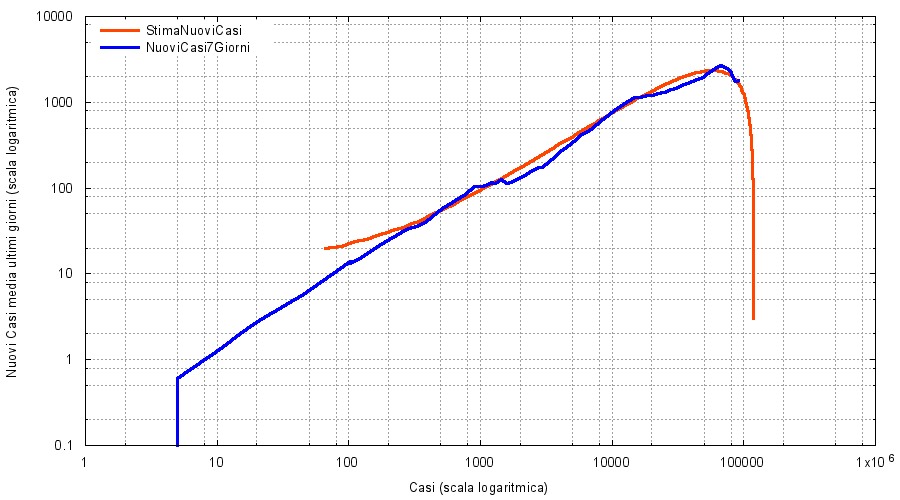 10000
StimaNuoviCasi
NuoviCasi7Giorni
1000
100
10
1
0.1
Nuovi Casi media ultimi giorni (scala logaritmica)
1 10 100 1000 10000 100000 1x10 6
Casi (scala logaritmica)